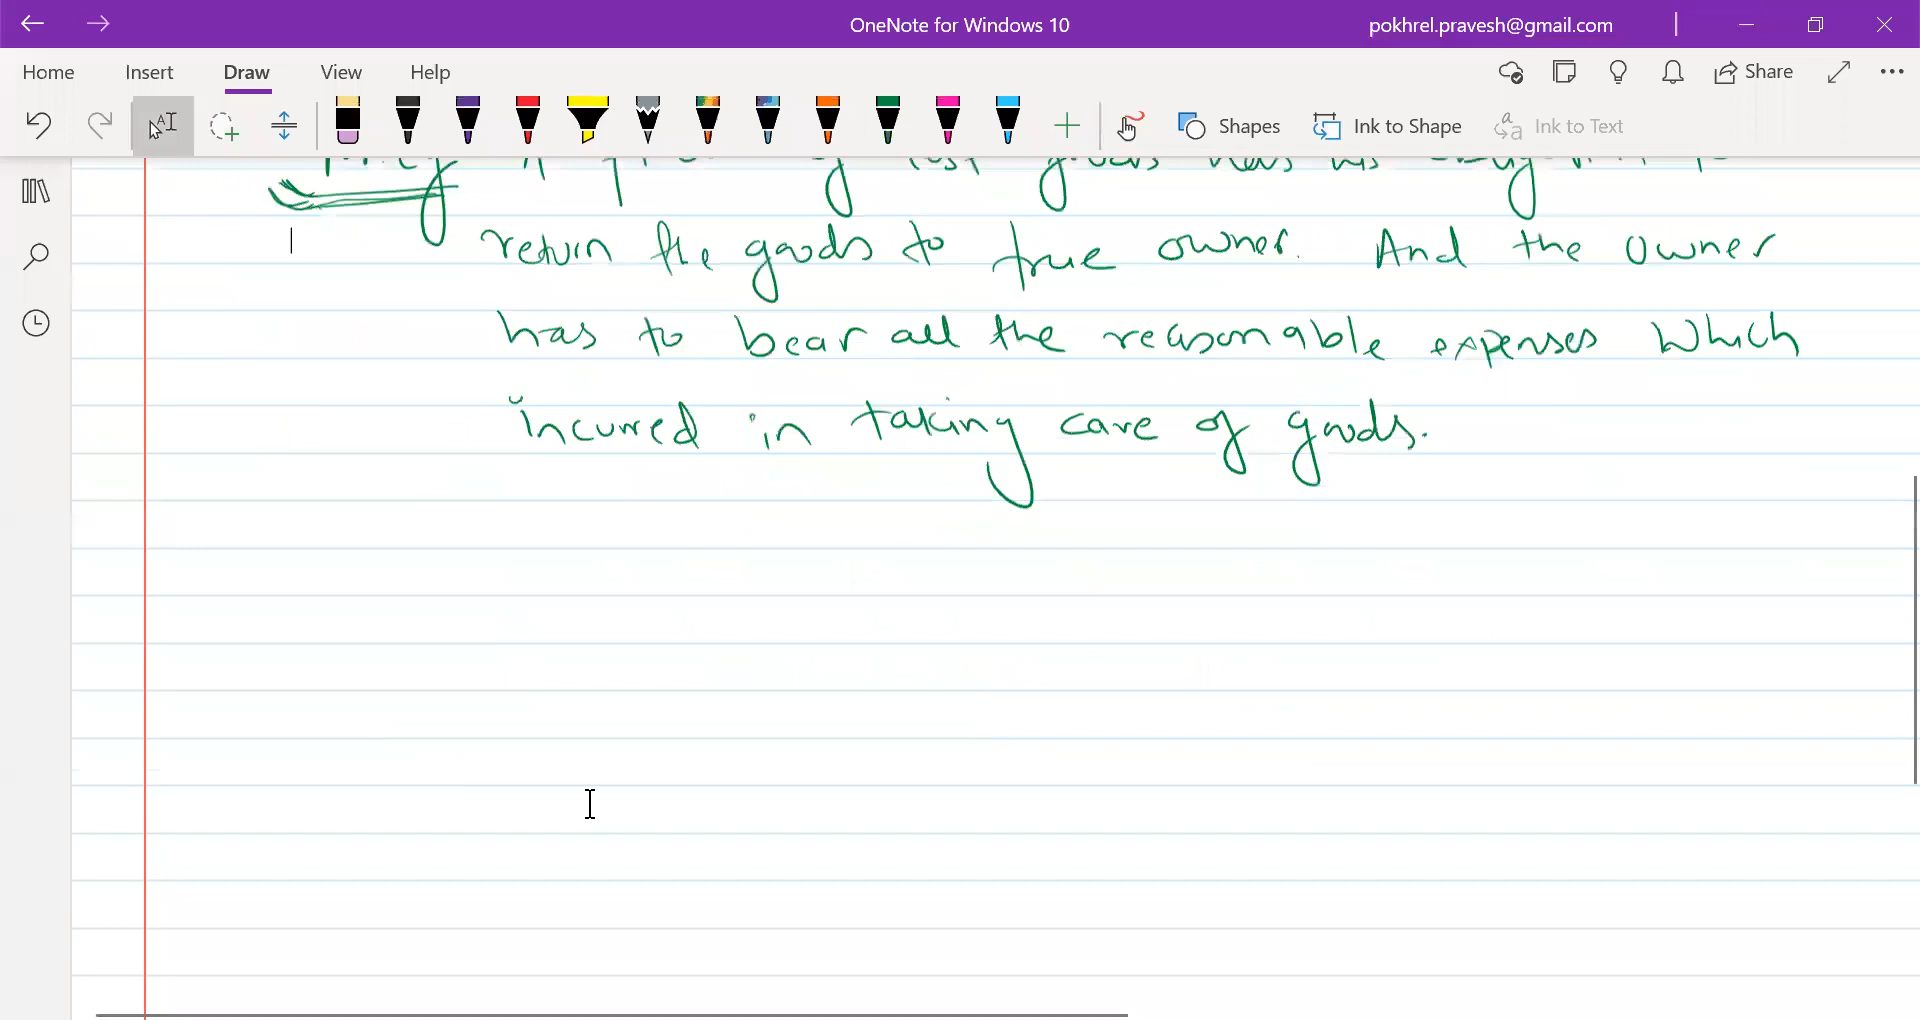 OneNote for Windows 10
pokhrel.pravesh@gmail.com
Home Insert Draw View Help
Share
Shapes Ink to Shape Ink to Text
return the goods to true owner. And the owner
has to bear all the reasonable expenses which
incurred in taking care of goods.